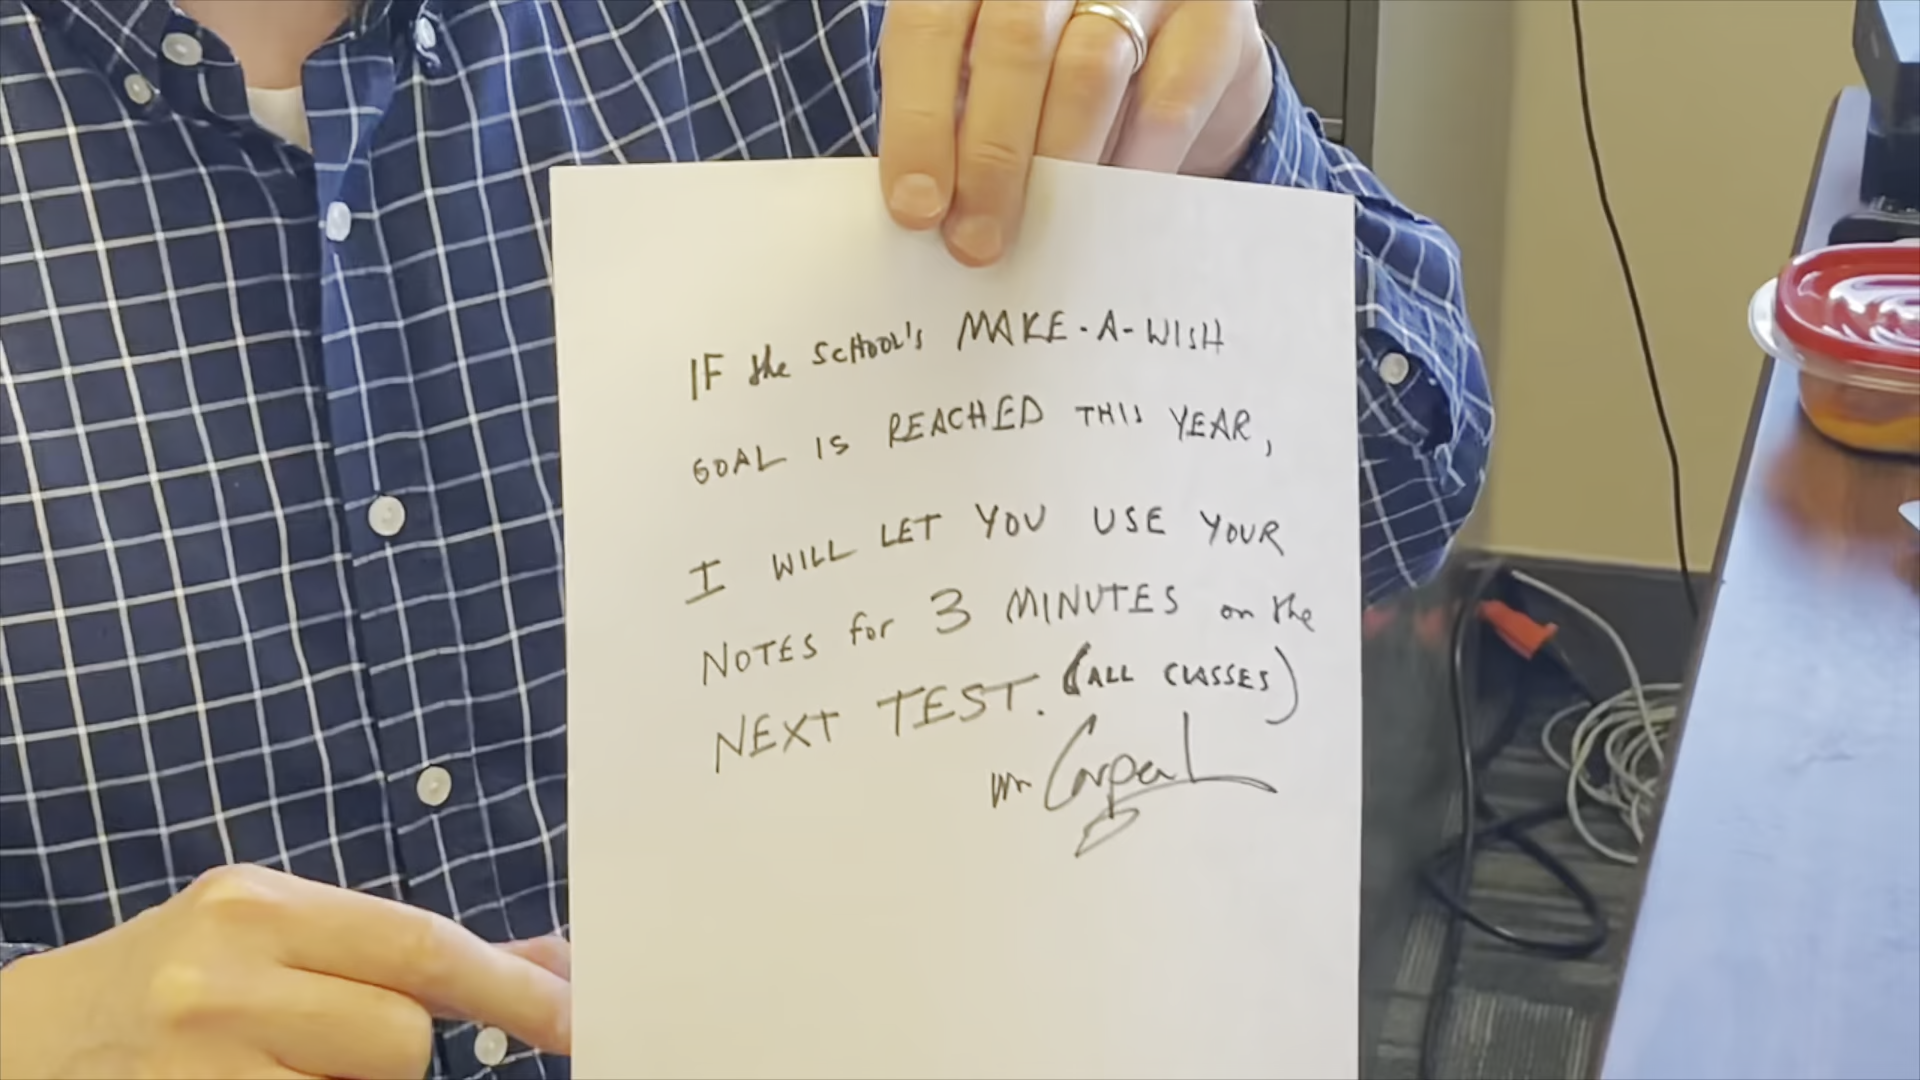 IF the SCHOOL's MAKE-A-WISH
GOAL IS REACHED THIS YEAR,
I WILL LET YOU USE YOUR
NOTES for 3 MINUTES on the
NEXT TEST. (ALL CLASSES)
Mr